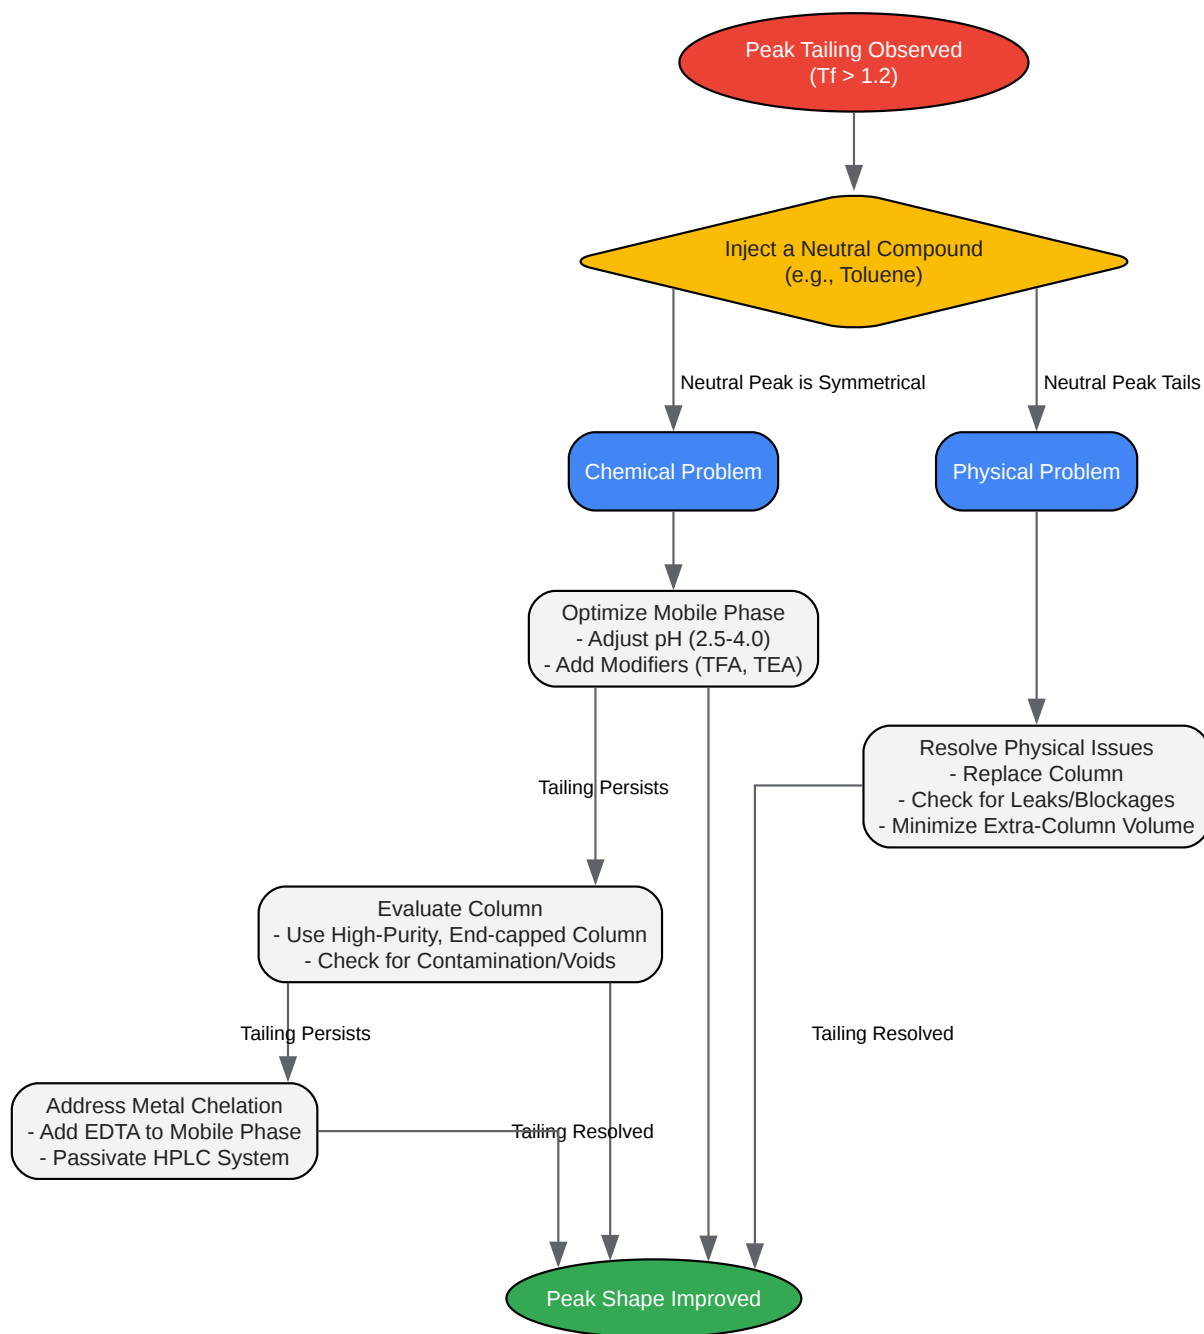 Peak Tailing Observed
(Tf > 1.2)
Inject a Neutral Compound
(e.g., Toluene)
Neutral Peak is Symmetrical
Neutral Peak Tails
Chemical Problem
Physical Problem
Optimize Mobile Phase
- Adjust pH (2.5-4.0)
- Add Modifiers (TFA, TEA)
Resolve Physical Issues
- Replace Column
- Check for Leaks/Blockages
- Minimize Extra-Column Volume
Tailing Persists
Evaluate Column
- Use High-Purity, End-capped Column
- Check for Contamination/Voids
Tailing Persists
Tailing Resolved
Address Metal Chelation
- Add EDTA to Mobile Phase
- Passivate HPLC System
Tailing Resolved
Peak Shape Improved